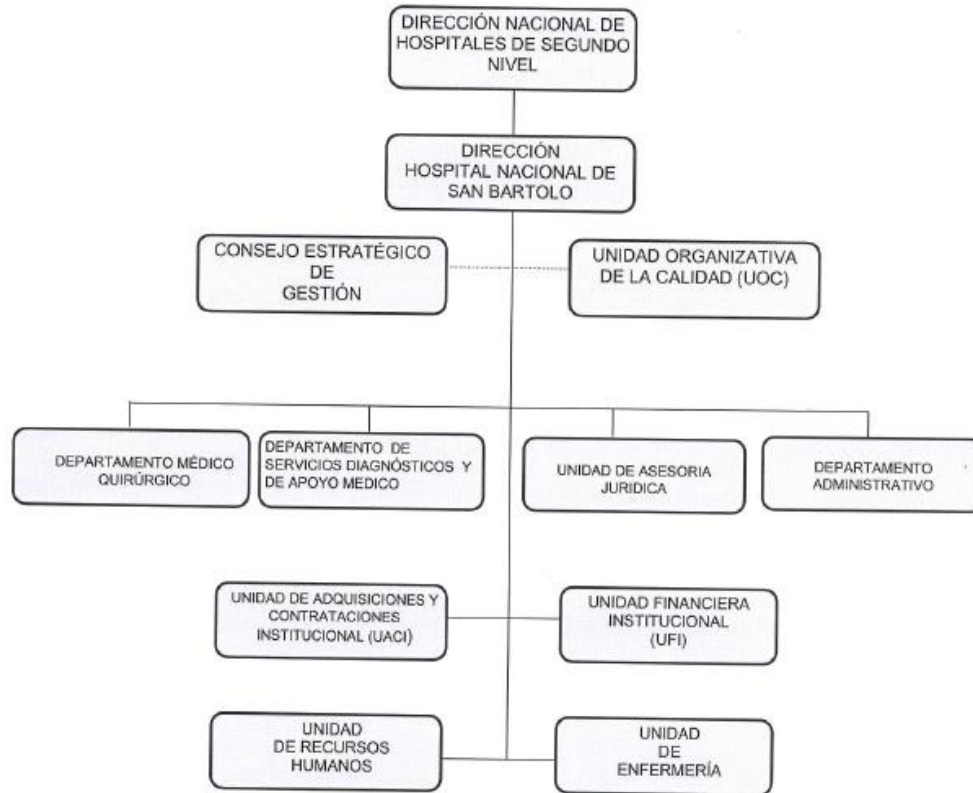 DIRECCIÓN NACIONAL DE
HOSPITALES DE SEGUNDO
NIVEL
DIRECCIÓN
HOSPITAL NACIONAL DE
SAN BARTOLO
CONSEJO ESTRATÉGICO
DE
GESTIÓN
UNIDAD ORGANIZATIVA
DE LA CALIDAD (UOC)
DEPARTAMENTO MÉDICO
QUIRÚRGICO
DEPARTAMENTO DE
SERVICIOS DIAGNÓSTICOS Y
DE APOYO MEDICO
UNIDAD DE ASESORIA
JURIDICA
DEPARTAMENTO
ADMINISTRATIVO
UNIDAD DE ADQUISICIONES Y
CONTRATACIONES
INSTITUCIONAL (UACI)
UNIDAD FINANCIERA
INSTITUCIONAL
(UFI)
UNIDAD
DE RECURSOS
HUMANOS
UNIDAD
DE
ENFERMERÍA